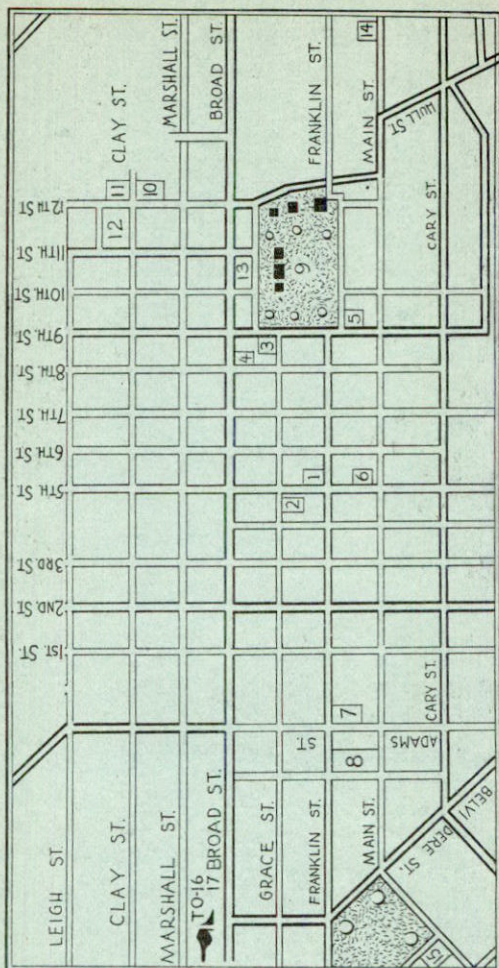 CLAY ST.
MARSHALL ST.
BROAD ST.
FRANKLIN ST.
MAIN ST.
14
HULL ST.
12TH ST
11
10
11TH. ST.
12
10TH. ST.
13
9
CARY ST.
9TH. ST.
5
3
4
8TH. ST.
7TH. ST.
6TH. ST.
1
6
5TH. ST.
2
3RD. ST.
2ND. ST.
1ST. ST.
7
CARY ST.
ST.
ADAMS
8
LEIGH ST.
CLAY ST.
MARSHALL ST.
TO-16
17
BROAD ST.
GRACE ST.
FRANKLIN ST.
MAIN ST.
BELVI
DERE ST.
15